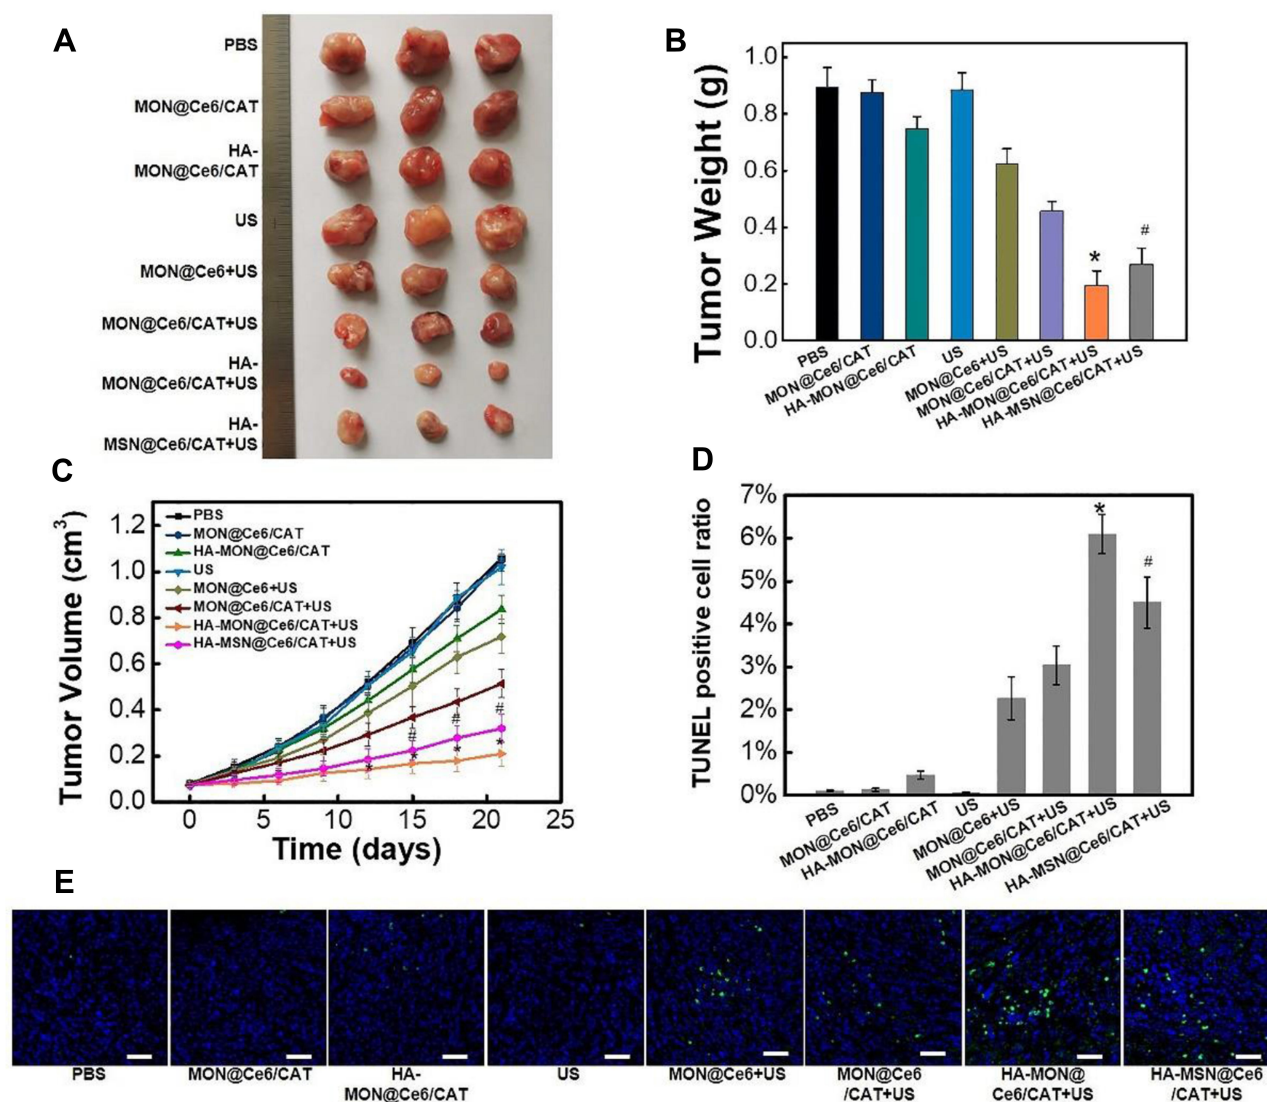 A
PBS
MON@Ce6/CAT
HA-
MON@Ce6/CAT
US
MON@Ce6+US
MON@Ce6/CAT+US
HA-
MON@Ce6/CAT+US
HA-
MSN@Ce6/CAT+US
B
Tumor Weight (g)
1.0
0.8
0.6
0.4
0.2
0.0
*
#
PBS
MON@Ce6/CAT
HA-MON@Ce6/CAT
US
MON@Ce6+US
MON@Ce6/CAT+US
HA-MON@Ce6/CAT+US
HA-MSN@Ce6/CAT+US
C
Tumor Volume (cm³)
1.2
1.0
0.8
0.6
0.4
0.2
0.0
PBS
MON@Ce6/CAT
HA-MON@Ce6/CAT
US
MON@Ce6+US
MON@Ce6/CAT+US
HA-MON@Ce6/CAT+US
HA-MSN@Ce6/CAT+US
# # #
* * * *
0 5 10 15 20 25
Time (days)
D
TUNEL positive cell ratio
7%
6%
5%
4%
3%
2%
1%
0%
*
#
PBS
MON@Ce6/CAT
HA-MON@Ce6/CAT
US
MON@Ce6+US
MON@Ce6/CAT+US
HA-MON@Ce6/CAT+US
HA-MSN@Ce6/CAT+US
E
PBS
MON@Ce6/CAT
HA-
MON@Ce6/CAT
US
MON@Ce6+US
MON@Ce6
/CAT+US
HA-MON@
Ce6/CAT+US
HA-MSN@Ce6
/CAT+US